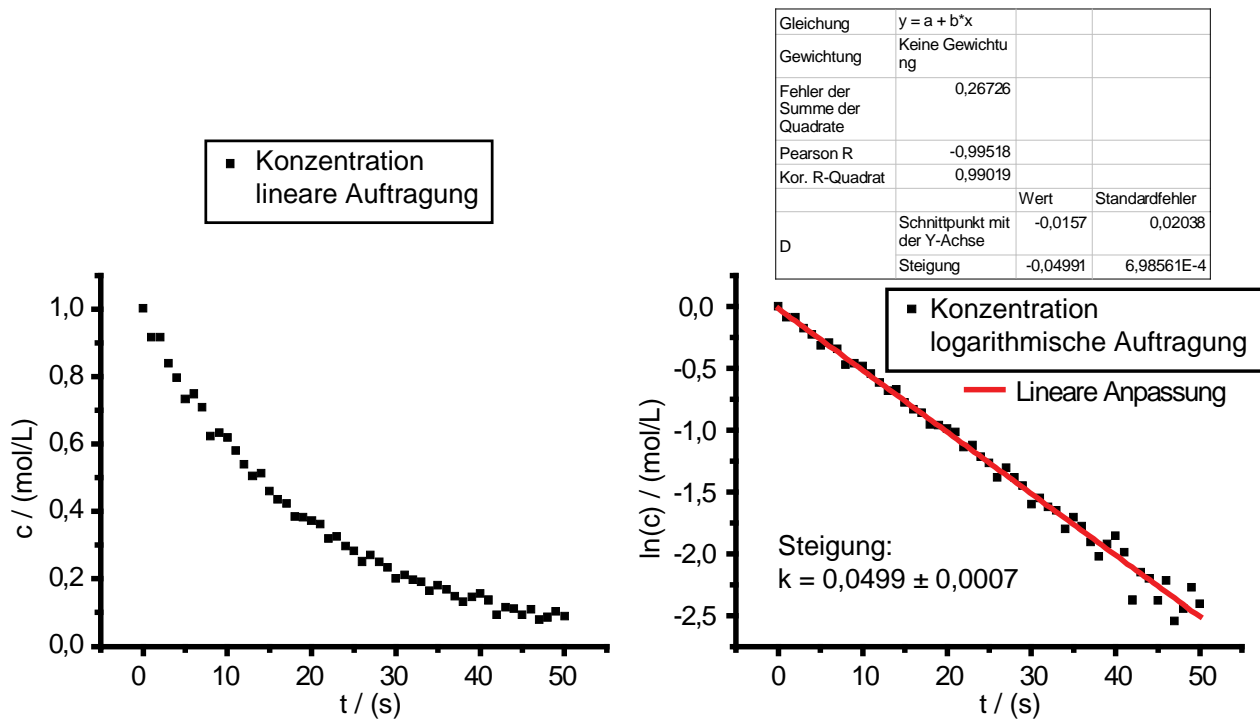 Gleichung y = a + b*x
Gewichtung Keine Gewichtu
ng
Fehler der
Summe der
Quadrate
0,26726
Pearson R -0,99518
Kor. R-Quadrat 0,99019
Wert Standardfehler
D
Schnittpunkt mit
der Y-Achse
-0,0157 0,02038
Steigung -0,04991 6,98561E-4
Konzentration
lineare Auftragung
1,0
0,8
0,6
0,4
0,2
0,0
c / (mol/L)
0 10 20 30 40 50
t / (s)
Konzentration
logarithmische Auftragung
Lineare Anpassung
0,0
-0,5
-1,0
-1,5
-2,0
-2,5
ln(c) / (mol/L)
Steigung:
k = 0,0499 ± 0,0007
0 10 20 30 40 50
t / (s)